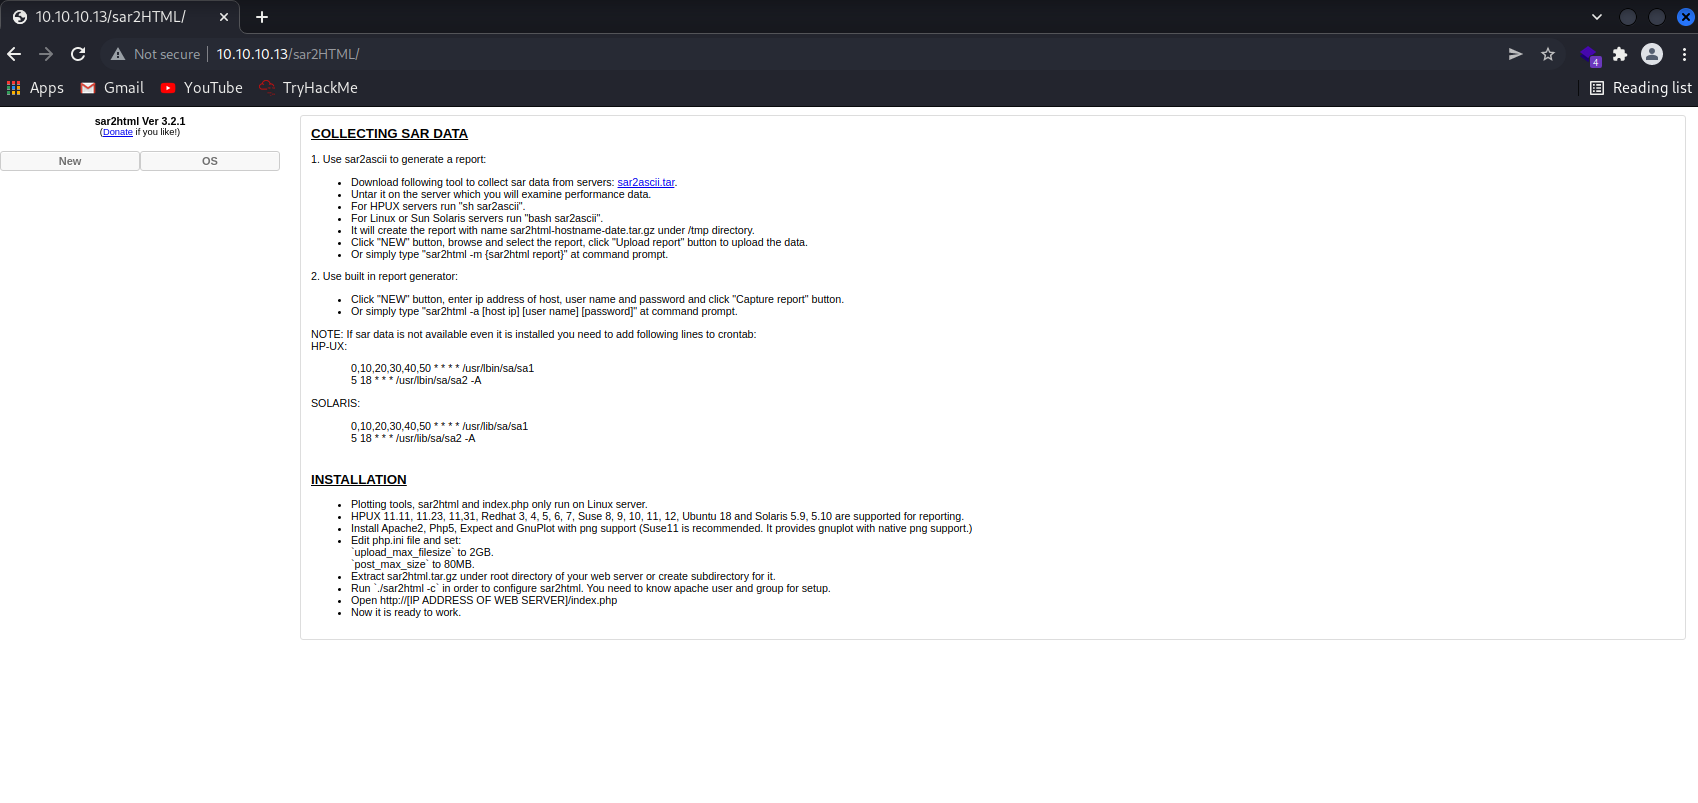 10.10.10.13/sar2HTML/
Not secure 10.10.10.13/sar2HTML/
4
Apps Gmail YouTube TryHackMe Reading list
sar2html Ver 3.2.1
(Donate if you like!)
New OS
COLLECTING SAR DATA
1. Use sar2ascii to generate a report:
• Download following tool to collect sar data from servers: sar2ascii.tar.
• Untar it on the server which you will examine performance data.
• For HPUX servers run "sh sar2ascii".
• For Linux or Sun Solaris servers run "bash sar2ascii".
• It will create the report with name sar2html-hostname-date.tar.gz under /tmp directory.
• Click "NEW" button, browse and select the report, click "Upload report" button to upload the data.
• Or simply type "sar2html -m {sar2html report}" at command prompt.
2. Use built in report generator:
• Click "NEW" button, enter ip address of host, user name and password and click "Capture report" button.
• Or simply type "sar2html -a [host ip] [user name] [password]" at command prompt.
NOTE: If sar data is not available even it is installed you need to add following lines to crontab:
HP-UX:
0,10,20,30,40,50 * * * * /usr/lbin/sa/sa1
5 18 * * * /usr/lbin/sa/sa2 -A
SOLARIS:
0,10,20,30,40,50 * * * * /usr/lib/sa/sa1
5 18 * * * /usr/lib/sa/sa2 -A
INSTALLATION
• Plotting tools, sar2html and index.php only run on Linux server.
• HPUX 11.11, 11.23, 11,31, Redhat 3, 4, 5, 6, 7, Suse 8, 9, 10, 11, 12, Ubuntu 18 and Solaris 5.9, 5.10 are supported for reporting.
• Install Apache2, Php5, Expect and GnuPlot with png support (Suse11 is recommended. It provides gnuplot with native png support.)
• Edit php.ini file and set:
`upload_max_filesize` to 2GB.
`post_max_size` to 80MB.
• Extract sar2html.tar.gz under root directory of your web server or create subdirectory for it.
• Run `./sar2html -c` in order to configure sar2html. You need to know apache user and group for setup.
• Open http://[IP ADDRESS OF WEB SERVER]/index.php
• Now it is ready to work.